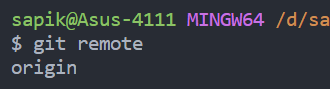 sapik@Asus-4111 MINGW64 /d/sa
$ git remote
origin